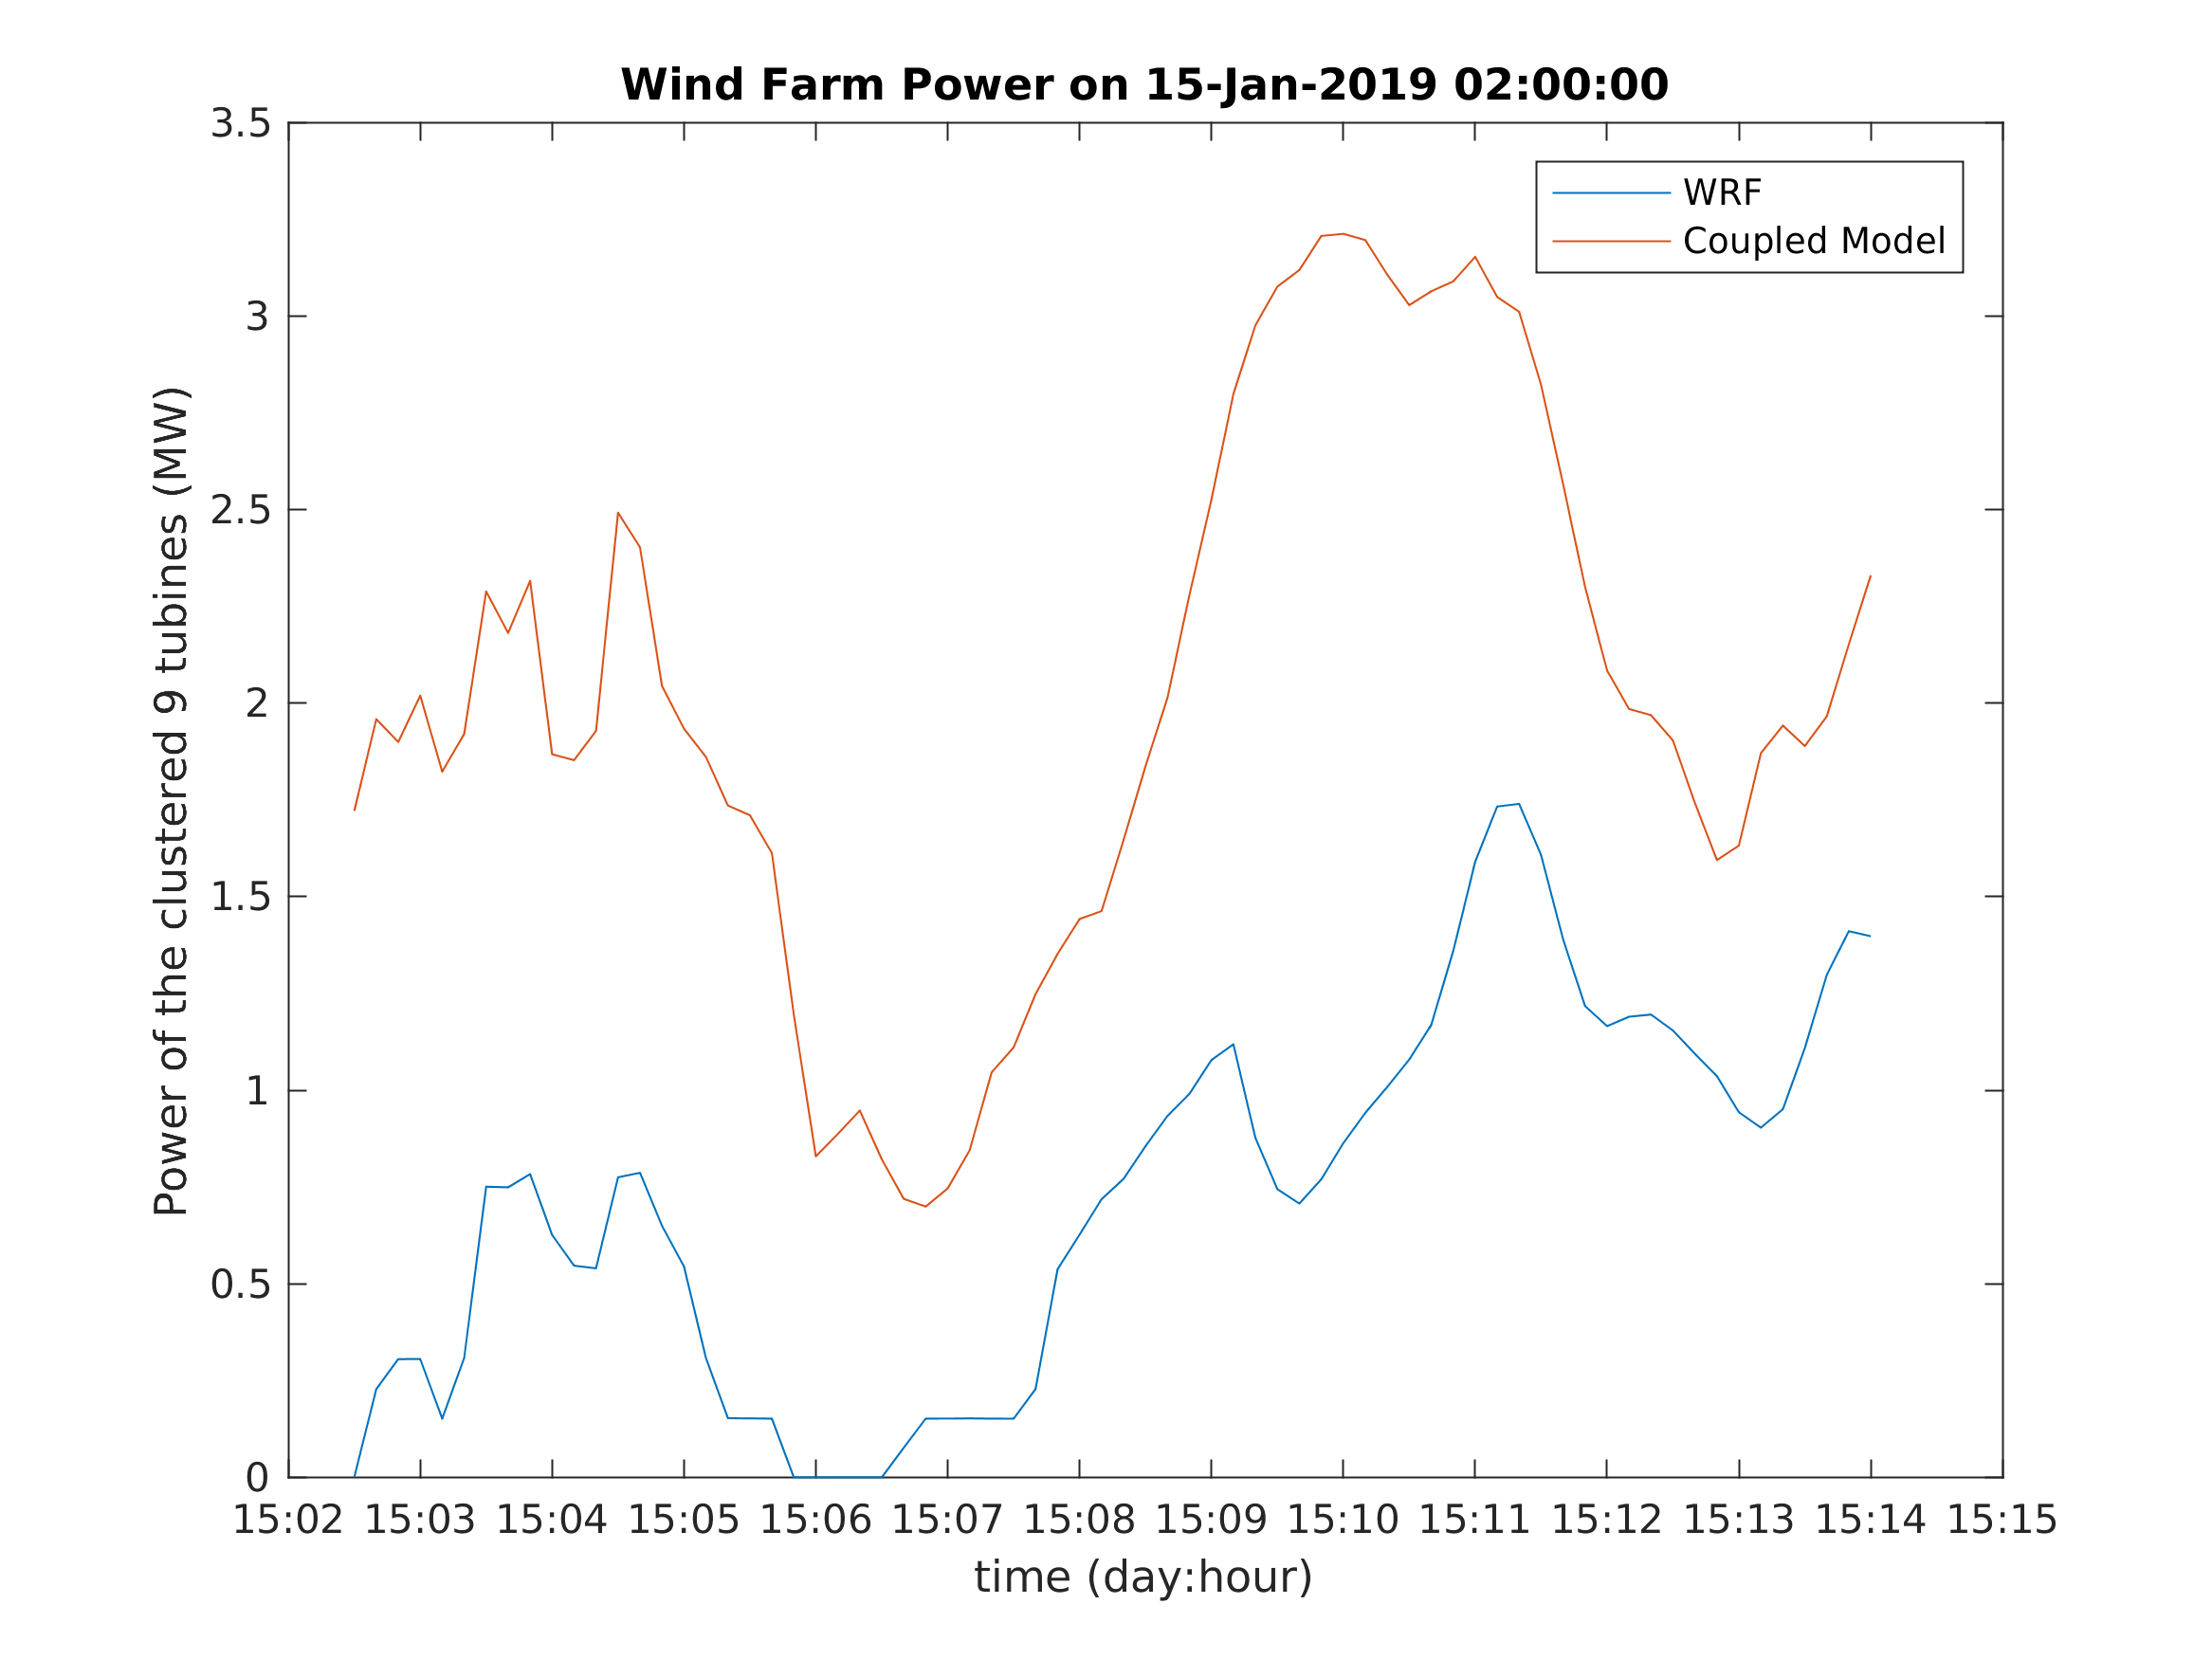 Wind Farm Power on 15-Jan-2019 02:00:00
WRF
Coupled Model
Power of the clustered 9 tubines (MW)
3.5
3
2.5
2
1.5
1
0.5
0
15:02 15:03 15:04 15:05 15:06 15:07 15:08 15:09 15:10 15:11 15:12 15:13 15:14 15:15
time (day:hour)